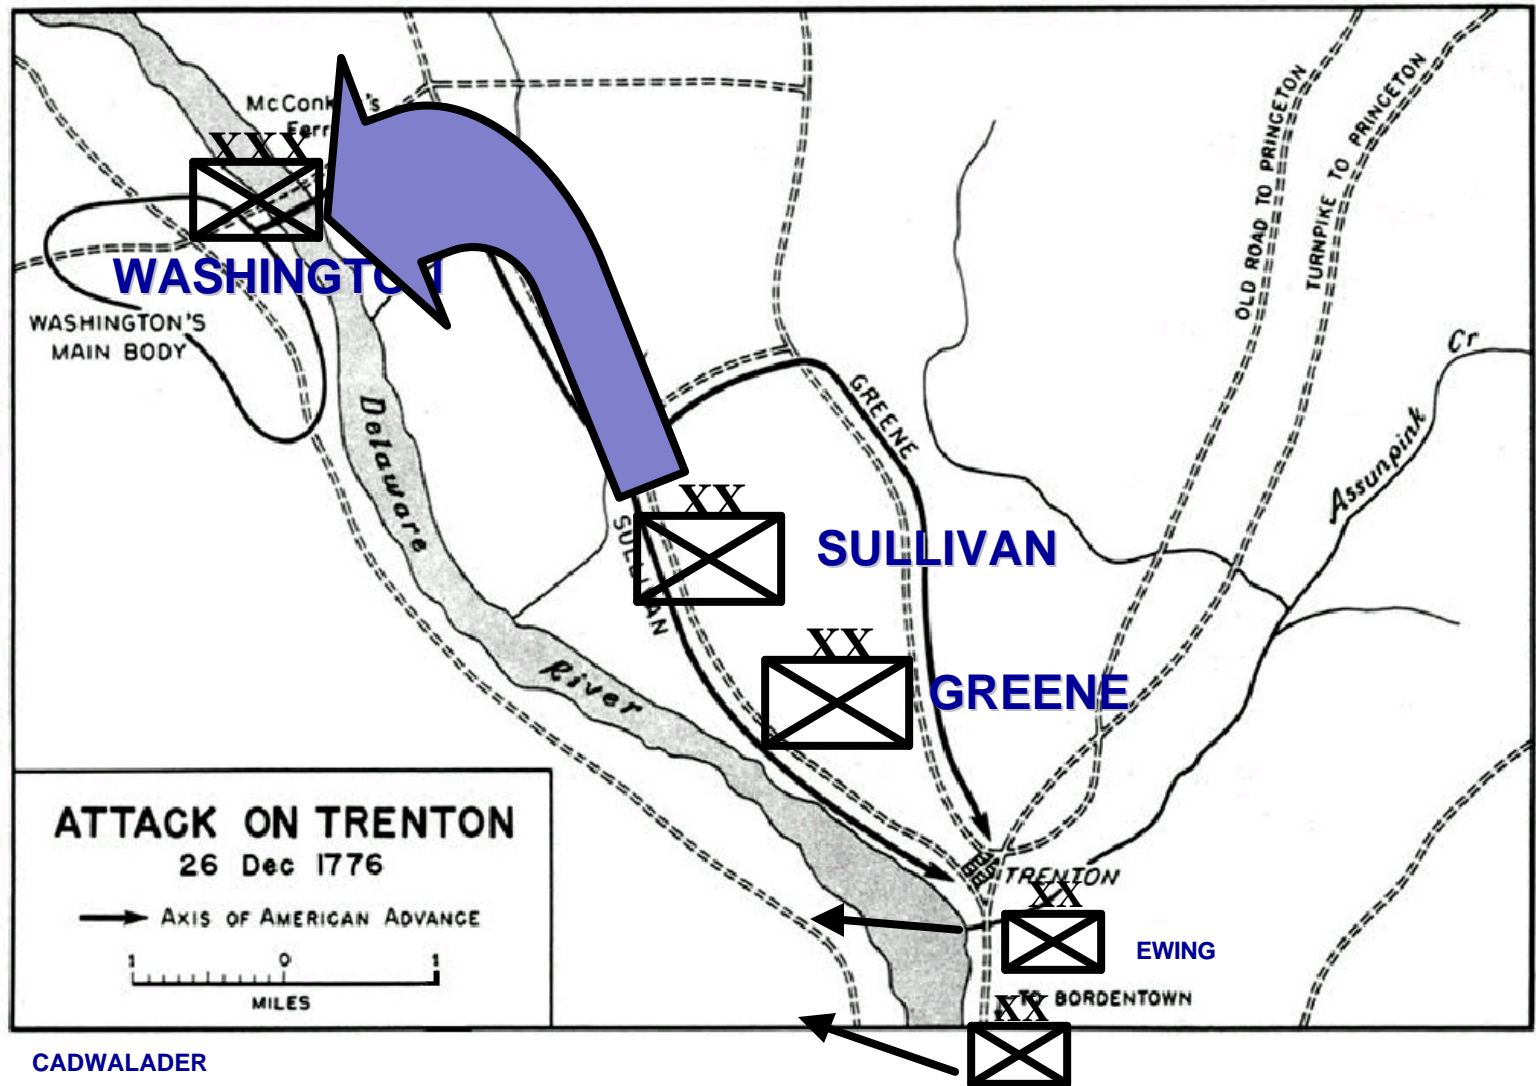 McConk 's
Ferr
XXX
WASHINGTON
WASHINGTON'S
MAIN BODY
Delaware
River
OLD ROAD TO PRINCETON
TURNPIKE TO PRINCETON
GREENE
Assunpink
Cr
XX
SULLIVAN
SULLIVAN
XX
GREENE
ATTACK ON TRENTON
26 Dec 1776
AXIS OF AMERICAN ADVANCE
1 0 1
MILES
TRENTON
XX
EWING
TO BORDENTOWN
XX
CADWALADER